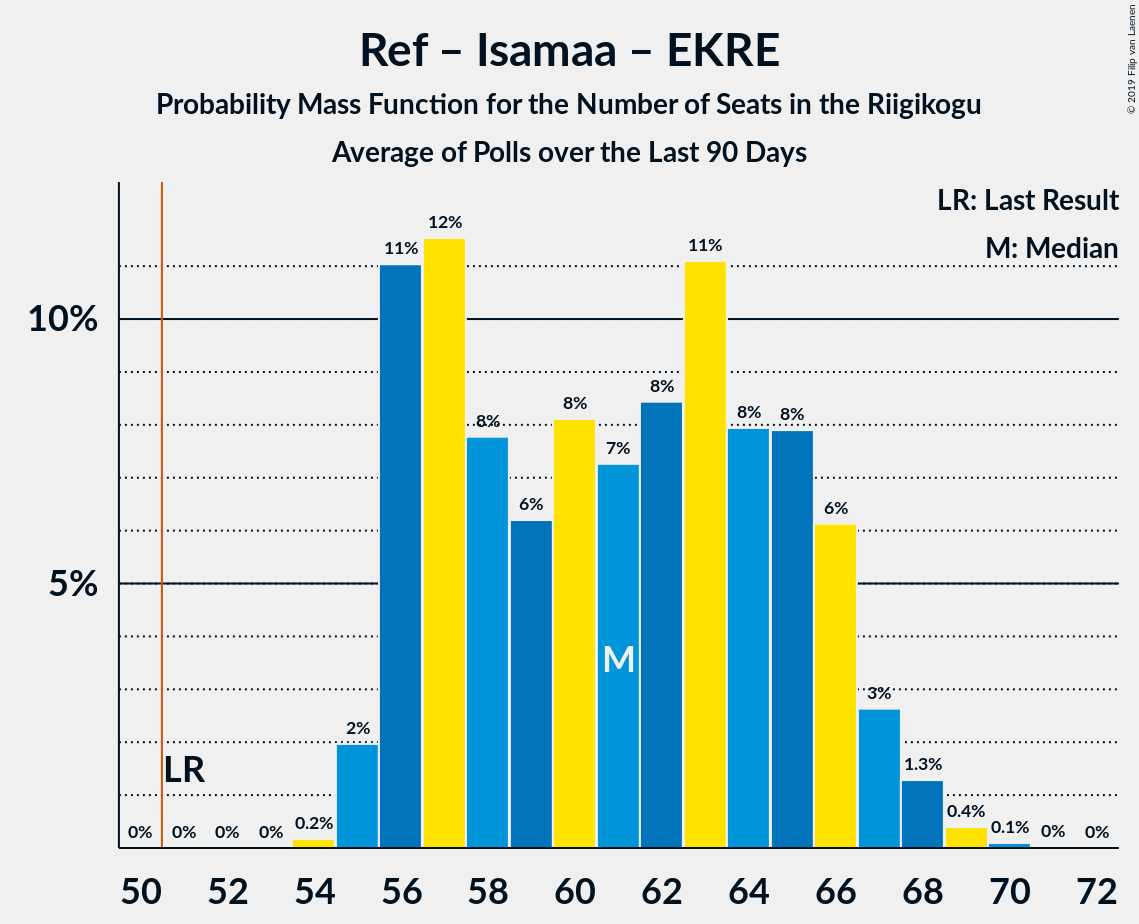 Ref – Isamaa – EKRE
Probability Mass Function for the Number of Seats in the Riigikogu
Average of Polls over the Last 90 Days
© 2019 Filip van Laenen
LR: Last Result
M: Median
10%
5%
0% 0% 0% 0% 0.2% 2% 11% 12% 8% 6% 8% 7% 8% 11% 8% 8% 6% 3% 1.3% 0.4% 0.1% 0% 0%
LR
M
50 52 54 56 58 60 62 64 66 68 70 72